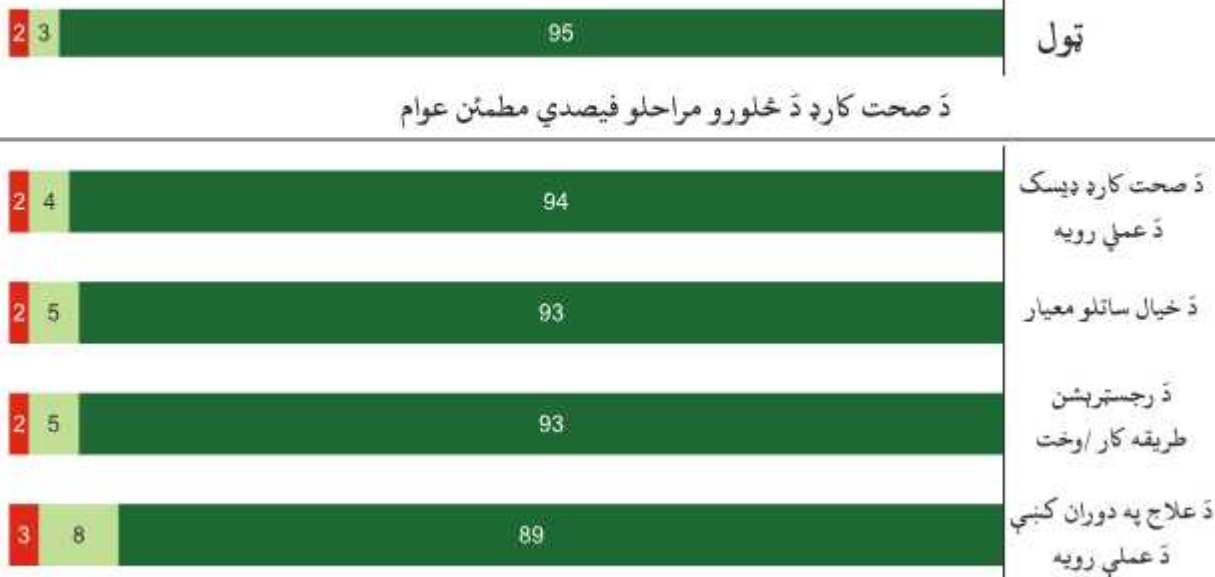 ټول
95
3
2
دَ صحت کارډ دَ څلورو مراحلو فیصدي مطمئن عوام
دَ صحت کارډ ډیسک
دَ عملې رویه
94
4
2
دَ خیال ساتلو معیار
93
5
2
دَ رجسټریشن
طریقه کار /وخت
93
5
2
دَ علاج په دوران کښې
دَ عملې رویه
89
8
3